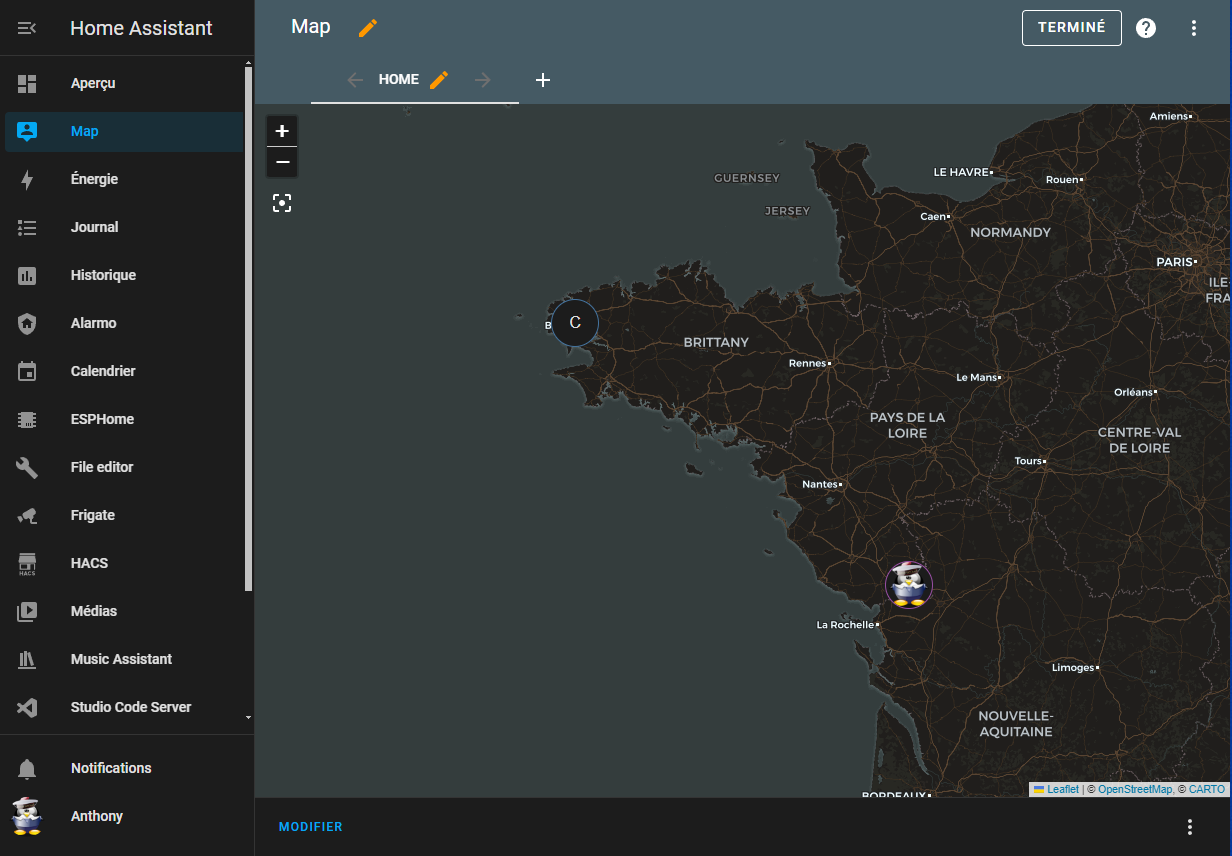 Home Assistant
Aperçu
Map
Énergie
Journal
Historique
Alarmo
Calendrier
ESPHome
File editor
Frigate
HACS
HACS
Médias
Music Assistant
Studio Code Server
Notifications
Anthony
Map
TERMINÉ
HOME
+
−
Amiens
GUERNSEY
LE HAVRE
Rouen
JERSEY
Caen
NORMANDY
PARIS
ILE-
FRA
B
C
BRITTANY
Rennes
Le Mans
Orléans
PAYS DE LA
LOIRE
CENTRE-VAL
DE LOIRE
Tours
Nantes
La Rochelle
Limoges
NOUVELLE-
AQUITAINE
BORDEAUX
Leaflet | © OpenStreetMap, © CARTO
MODIFIER